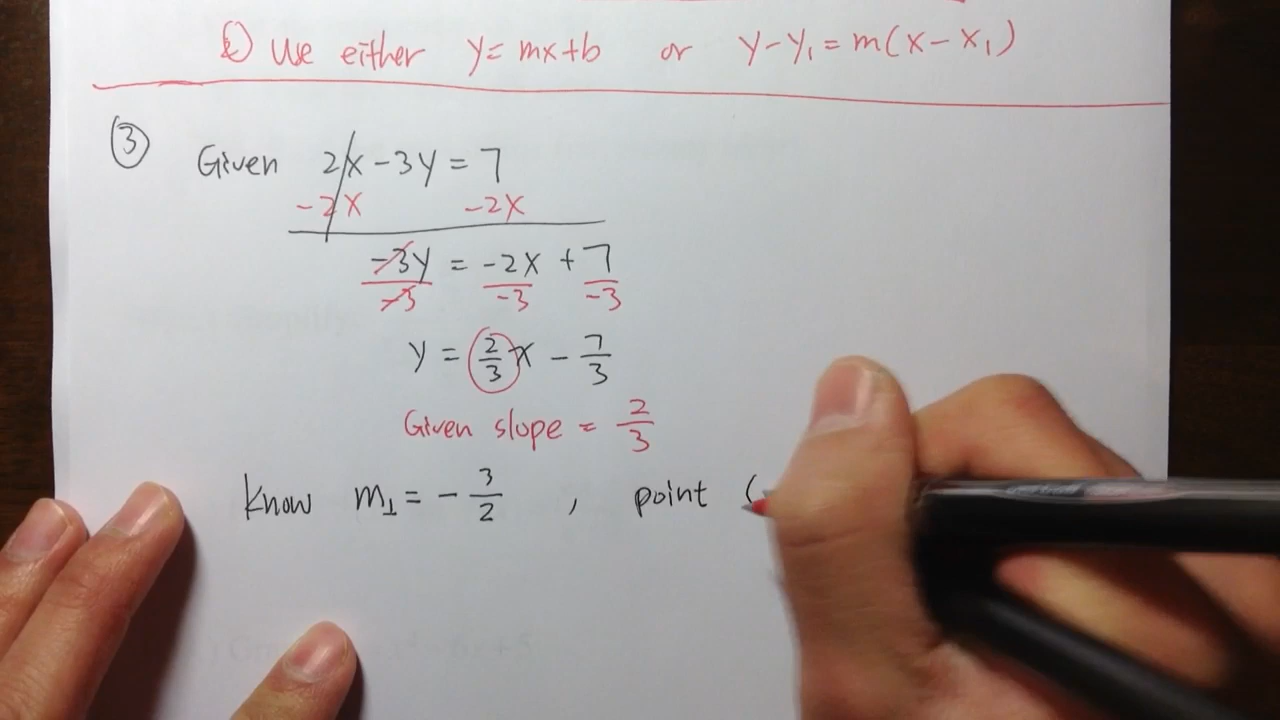 ② Use either y = mx+b or y-y₁ = m(x-x₁)
③ Given 2x - 3y = 7
-2x -2x
-3y = -2x + 7
-3 -3 -3
y = 2/3 x - 7/3
Given slope = 2/3
Know m⊥ = - 3/2 , point (